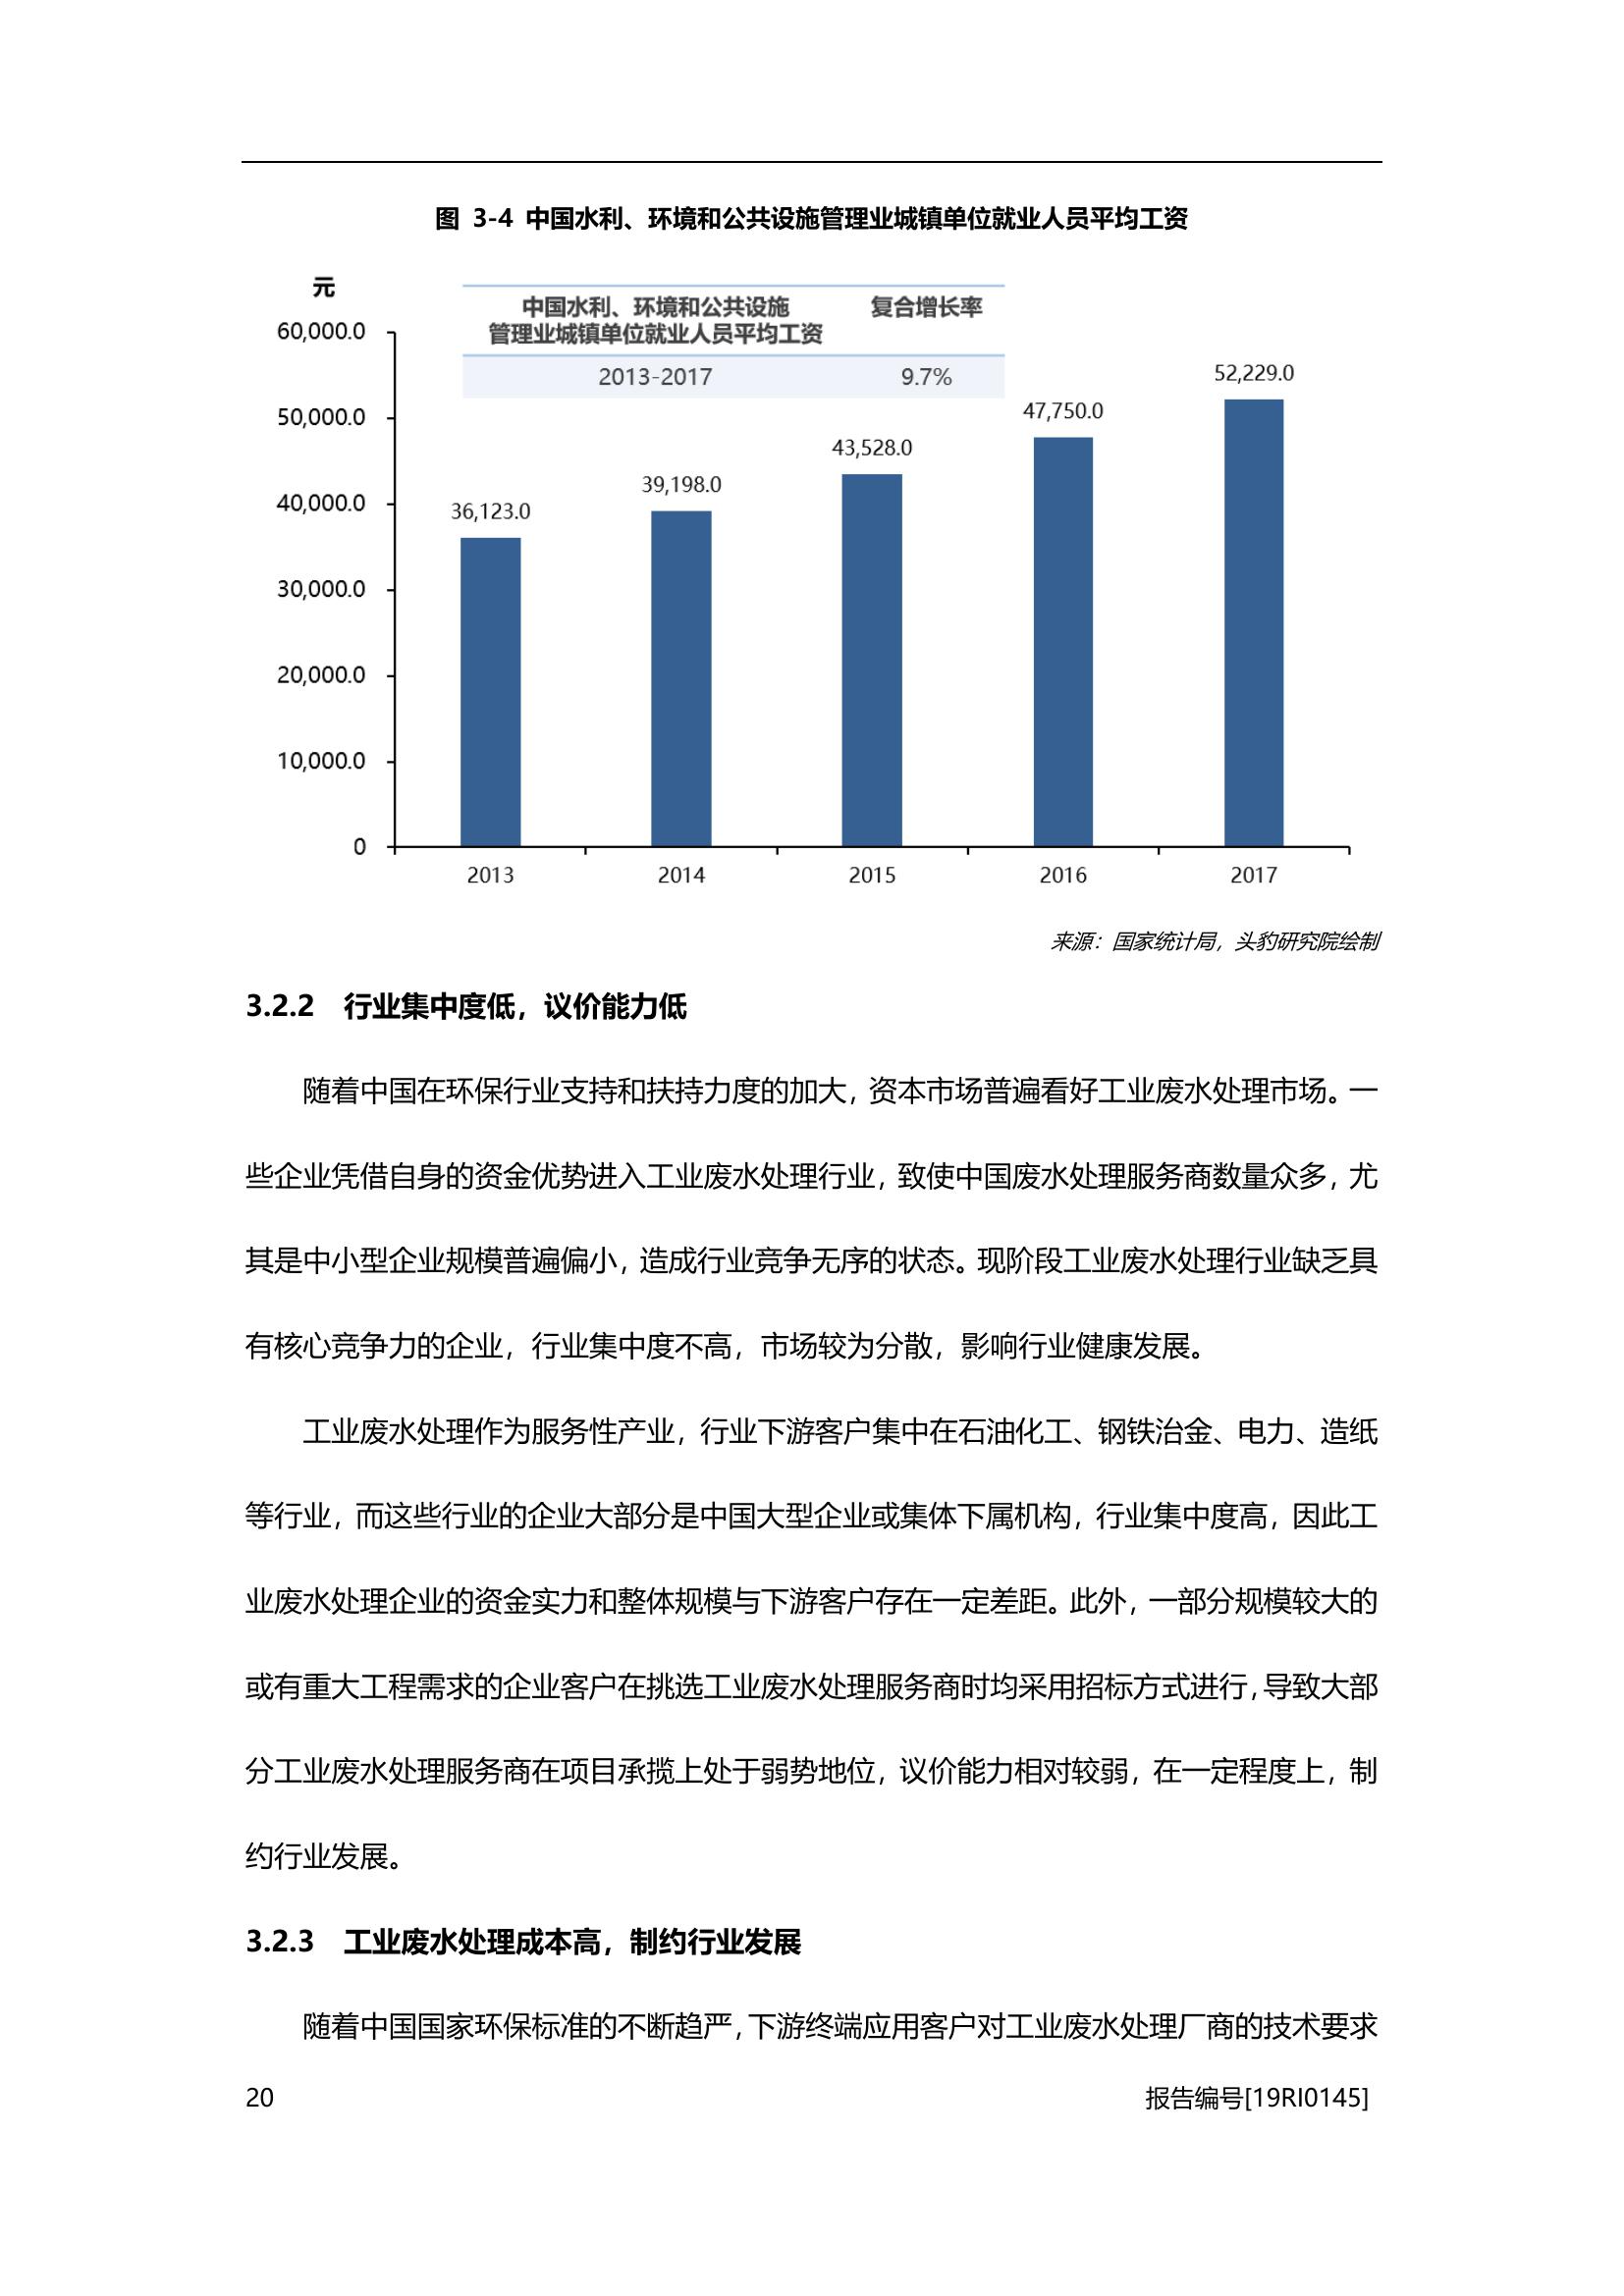 图 3-4 中国水利、环境和公共设施管理业城镇单位就业人员平均工资
元
中国水利、环境和公共设施 复合增长率
管理业城镇单位就业人员平均工资
2013-2017 9.7%
60,000.0
50,000.0
40,000.0
30,000.0
20,000.0
10,000.0
0
36,123.0
39,198.0
43,528.0
47,750.0
52,229.0
2013 2014 2015 2016 2017
来源：国家统计局，头豹研究院绘制
3.2.2 行业集中度低，议价能力低
随着中国在环保行业支持和扶持力度的加大，资本市场普遍看好工业废水处理市场。一
些企业凭借自身的资金优势进入工业废水处理行业，致使中国废水处理服务商数量众多，尤
其是中小型企业规模普遍偏小，造成行业竞争无序的状态。现阶段工业废水处理行业缺乏具
有核心竞争力的企业，行业集中度不高，市场较为分散，影响行业健康发展。
工业废水处理作为服务性产业，行业下游客户集中在石油化工、钢铁冶金、电力、造纸
等行业，而这些行业的企业大部分是中国大型企业或集体下属机构，行业集中度高，因此工
业废水处理企业的资金实力和整体规模与下游客户存在一定差距。此外，一部分规模较大的
或有重大工程需求的企业客户在挑选工业废水处理服务商时均采用招标方式进行，导致大部
分工业废水处理服务商在项目承揽上处于弱势地位，议价能力相对较弱，在一定程度上，制
约行业发展。
3.2.3 工业废水处理成本高，制约行业发展
随着中国国家环保标准的不断趋严，下游终端应用客户对工业废水处理厂商的技术要求
20 报告编号[19RI0145]